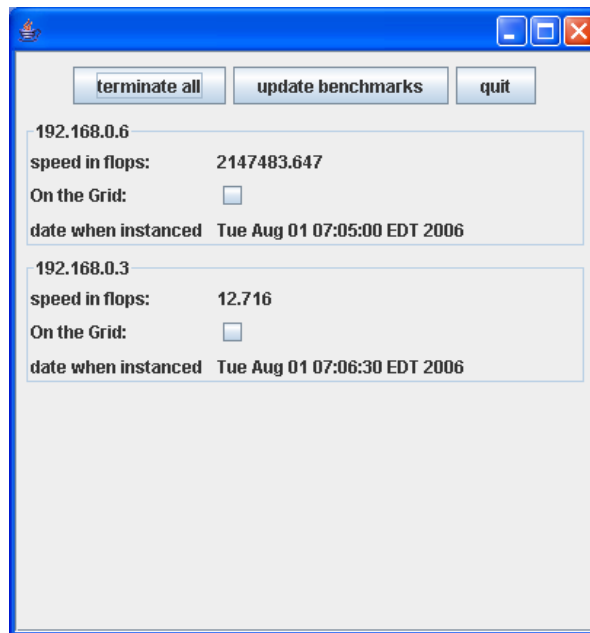 terminate all update benchmarks quit
192.168.0.6
speed in flops: 2147483.647
On the Grid:
date when instanced Tue Aug 01 07:05:00 EDT 2006
192.168.0.3
speed in flops: 12.716
On the Grid:
date when instanced Tue Aug 01 07:06:30 EDT 2006